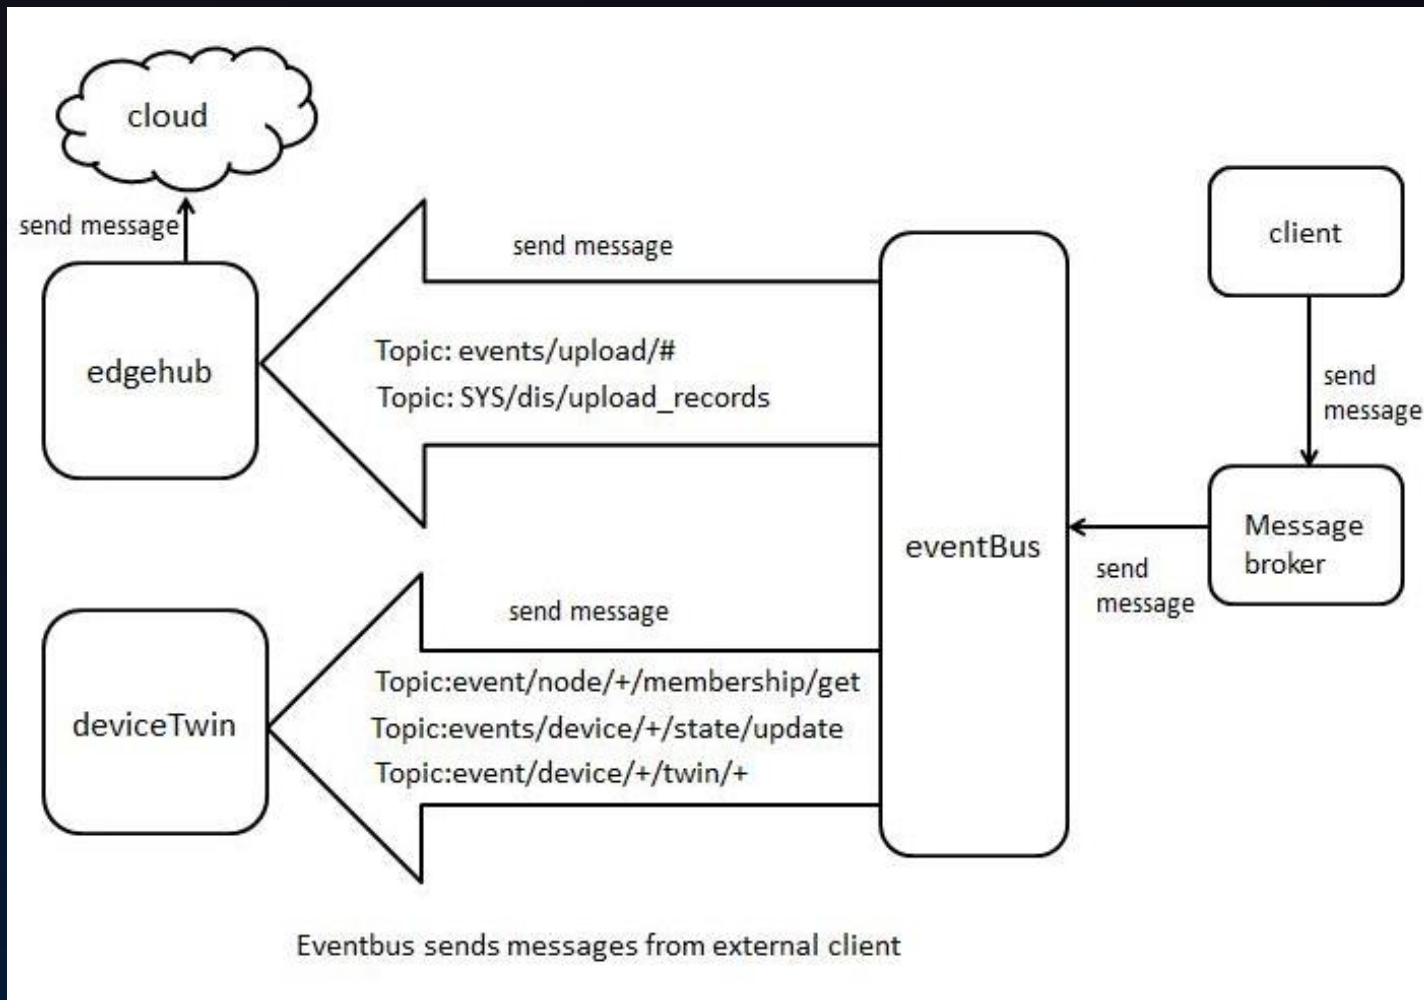 cloud
send message
edgehub
send message
Topic: events/upload/#
Topic: SYS/dis/upload_records
client
send
message
Message
broker
send
message
eventBus
send message
Topic:event/node/+/membership/get
Topic:events/device/+/state/update
Topic:event/device/+/twin/+
deviceTwin
Eventbus sends messages from external client